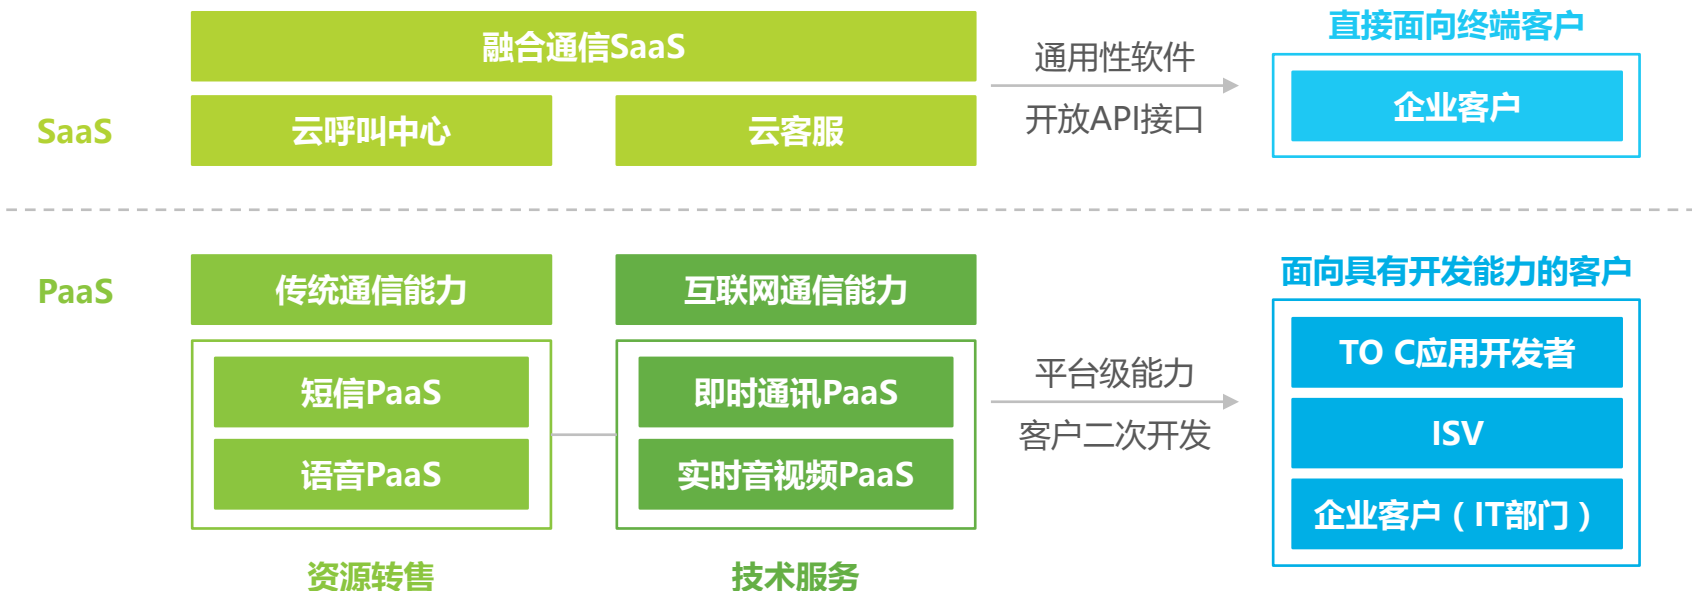 直接面向终端客户
融合通信SaaS
通用性软件
企业客户
SaaS
云呼叫中心
云客服
开放API接口
PaaS
传统通信能力
互联网通信能力
面向具有开发能力的客户
短信PaaS
即时通讯PaaS
平台级能力
TO C应用开发者
客户二次开发
ISV
语音PaaS
实时音视频PaaS
企业客户（IT部门）
资源转售
技术服务